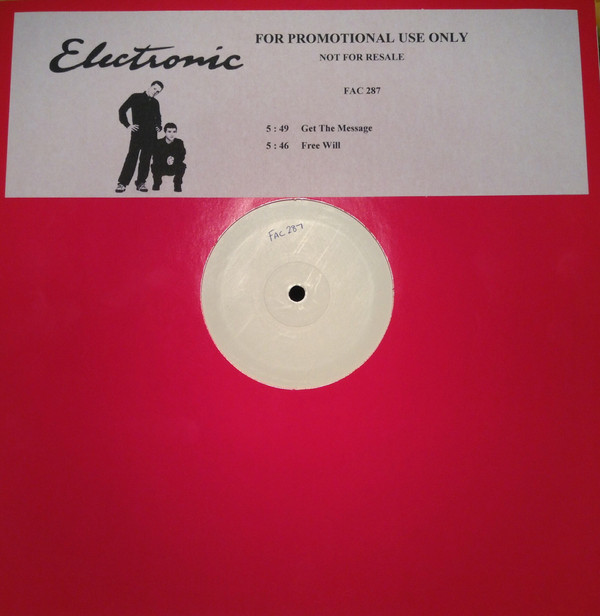 Electronic
FOR PROMOTIONAL USE ONLY
NOT FOR RESALE
FAC 287
5 : 49 Get The Message
5 : 46 Free Will
FAC 287